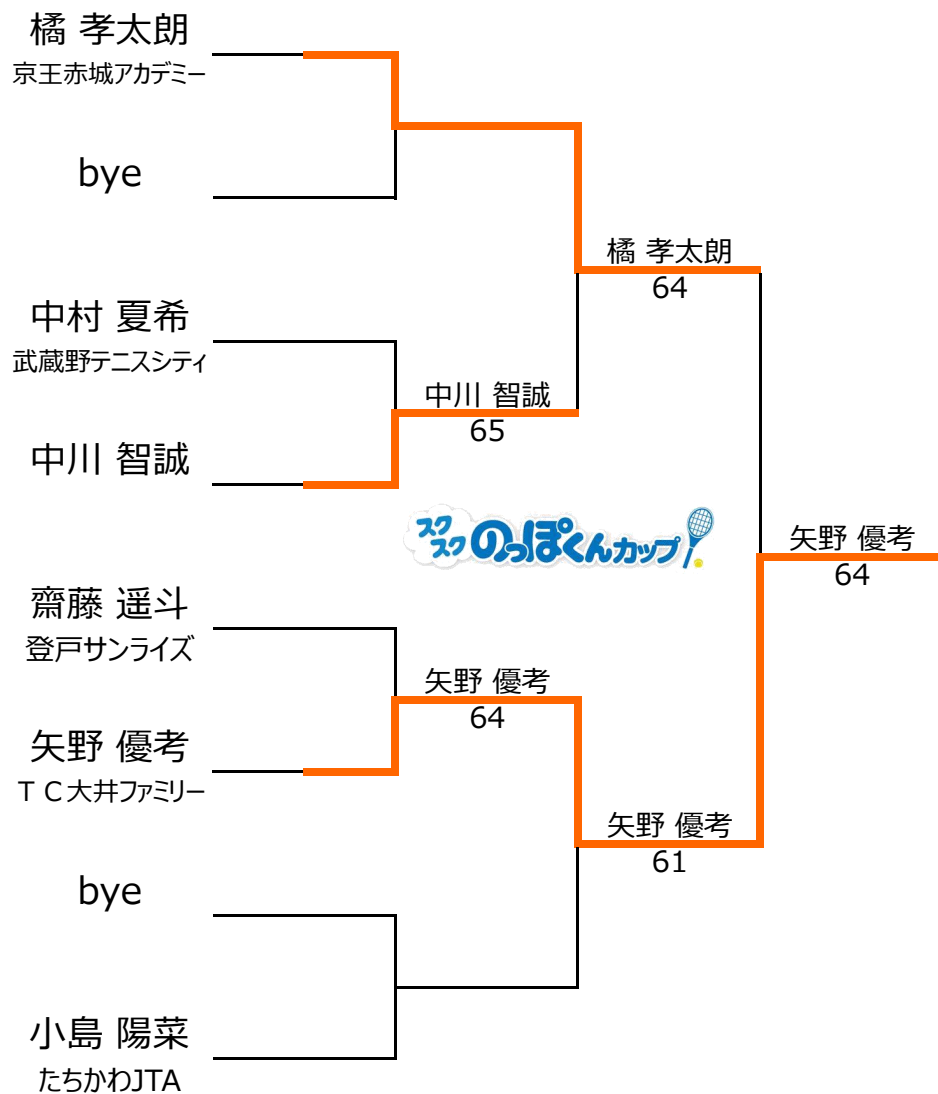 橘 孝太朗
京王赤城アカデミー
bye
中村 夏希
武蔵野テニスシティ
中川 智誠
齋藤 遥斗
登戸サンライズ
矢野 優考
ＴＣ大井ファミリー
bye
小島 陽菜
たちかわJTA
中川 智誠
65
矢野 優考
64
橘 孝太朗
64
矢野 優考
61
スクスク のっぽくんカップ
矢野 優考
64